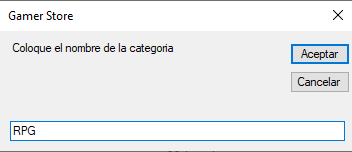 Gamer Store
Coloque el nombre de la categoria
Aceptar
Cancelar
RPG